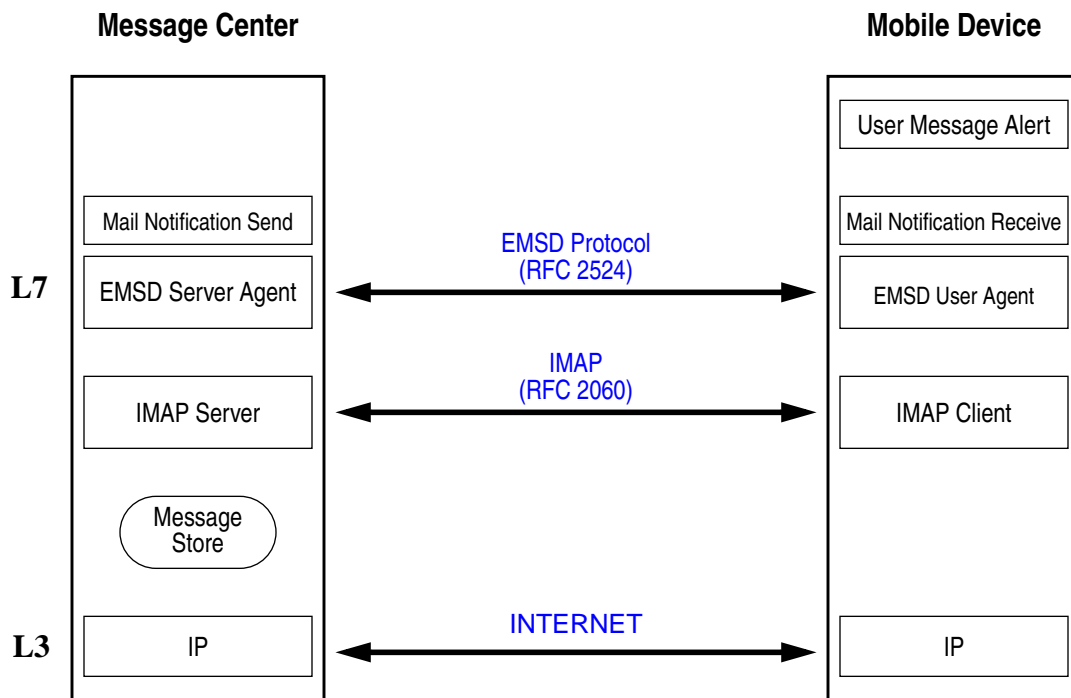 Message Center
Mobile Device
User Message Alert
Mail Notification Send
Mail Notification Receive
EMSD Protocol
(RFC 2524)
L7
EMSD Server Agent
EMSD User Agent
IMAP
(RFC 2060)
IMAP Server
IMAP Client
Message
Store
INTERNET
L3
IP
IP